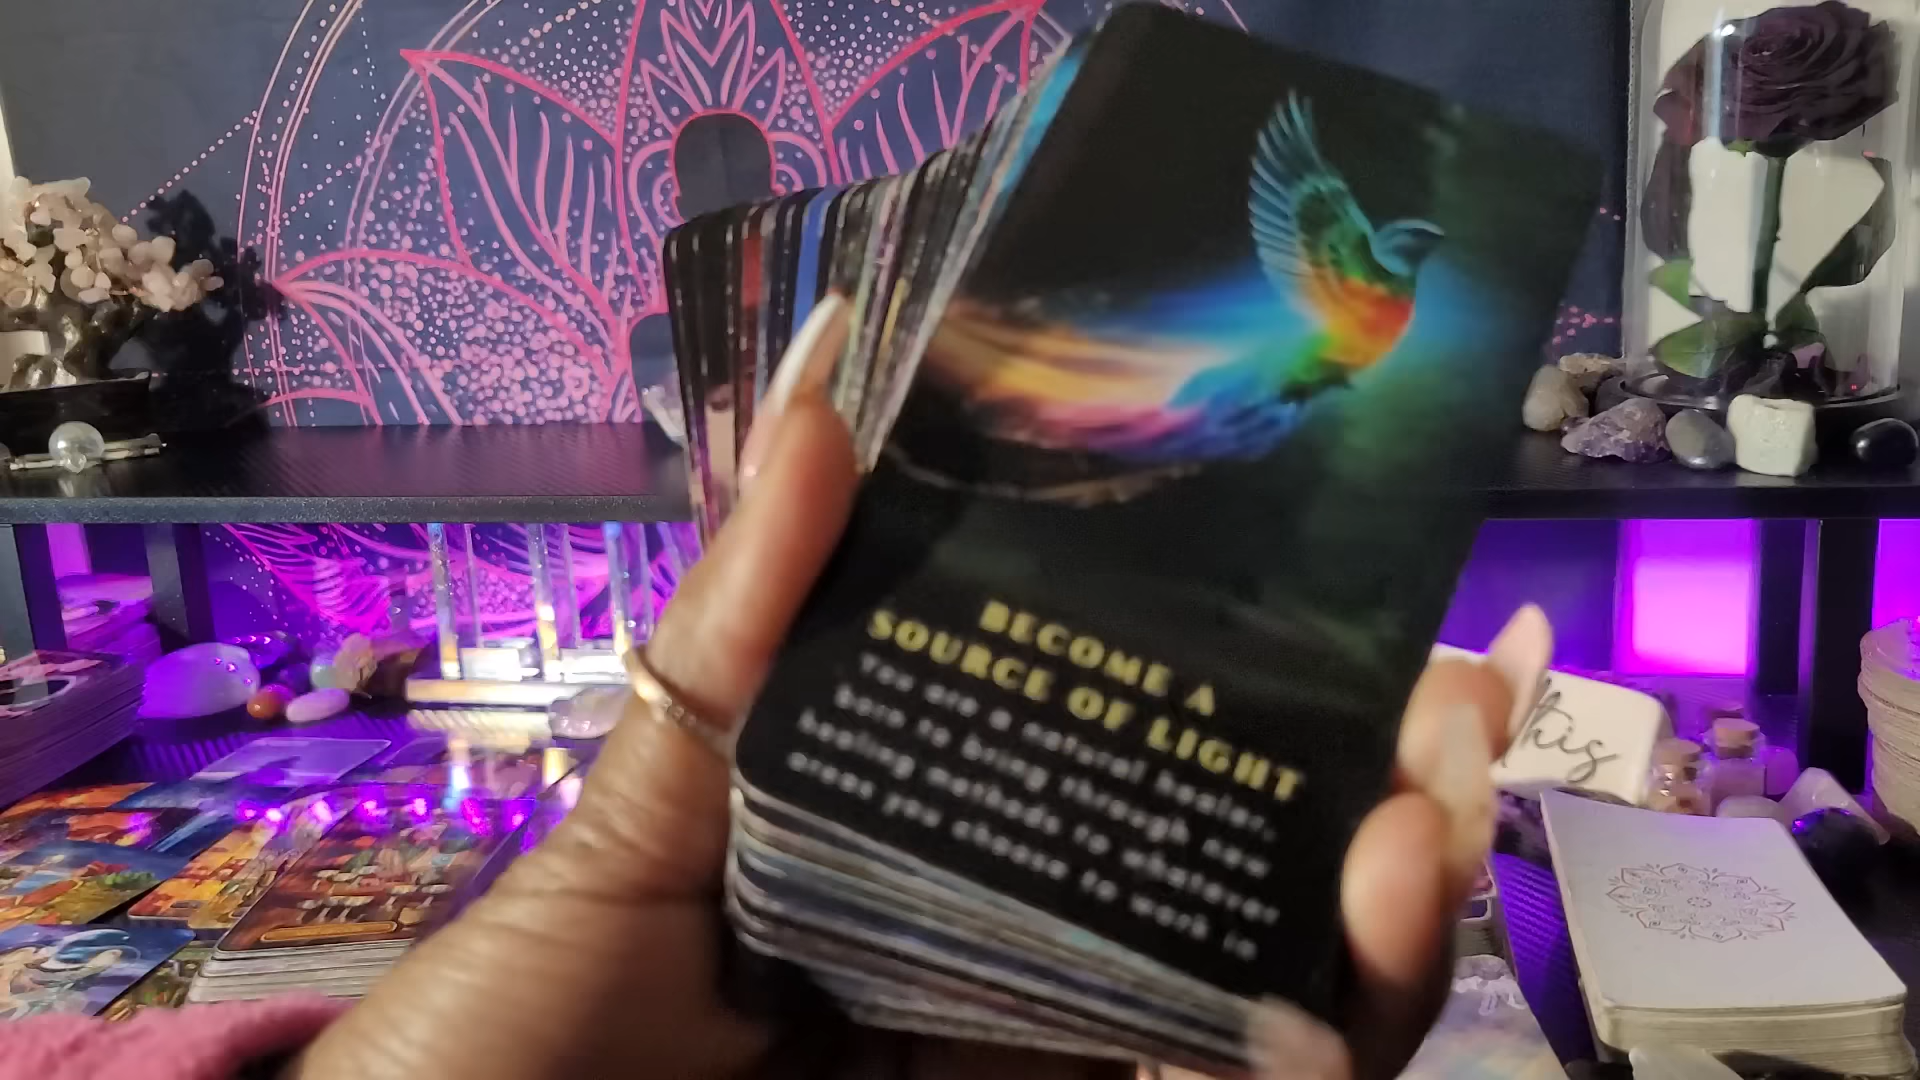 BECOME A
SOURCE OF LIGHT
You are a natural healer,
born to bring through new
healing methods to whatever
areas you choose to work in
this